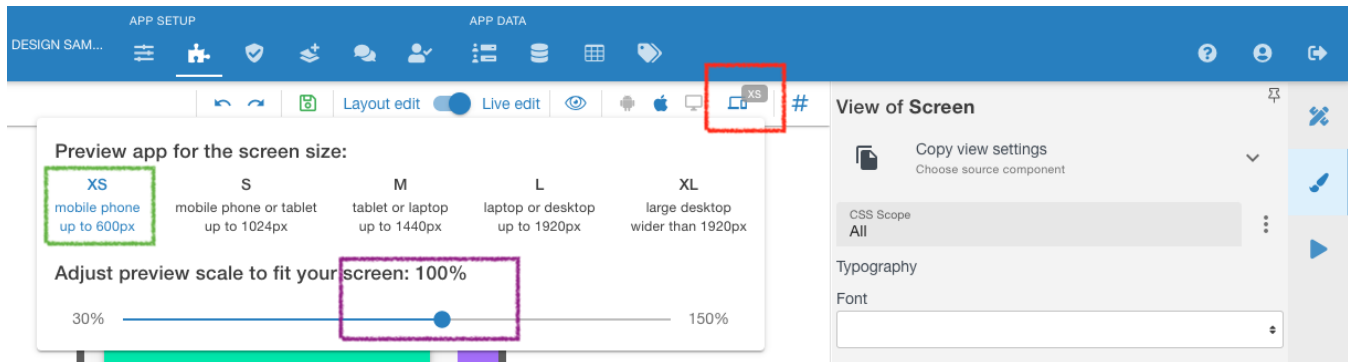 APP SETUP
APP DATA
DESIGN SAM...
Layout edit
Live edit
XS
#
Preview app for the screen size:
XS
mobile phone
up to 600px
S
mobile phone or tablet
up to 1024px
M
tablet or laptop
up to 1440px
L
laptop or desktop
up to 1920px
XL
large desktop
wider than 1920px
Adjust preview scale to fit your screen: 100%
30%
150%
View of Screen
Copy view settings
Choose source component
CSS Scope
All
Typography
Font